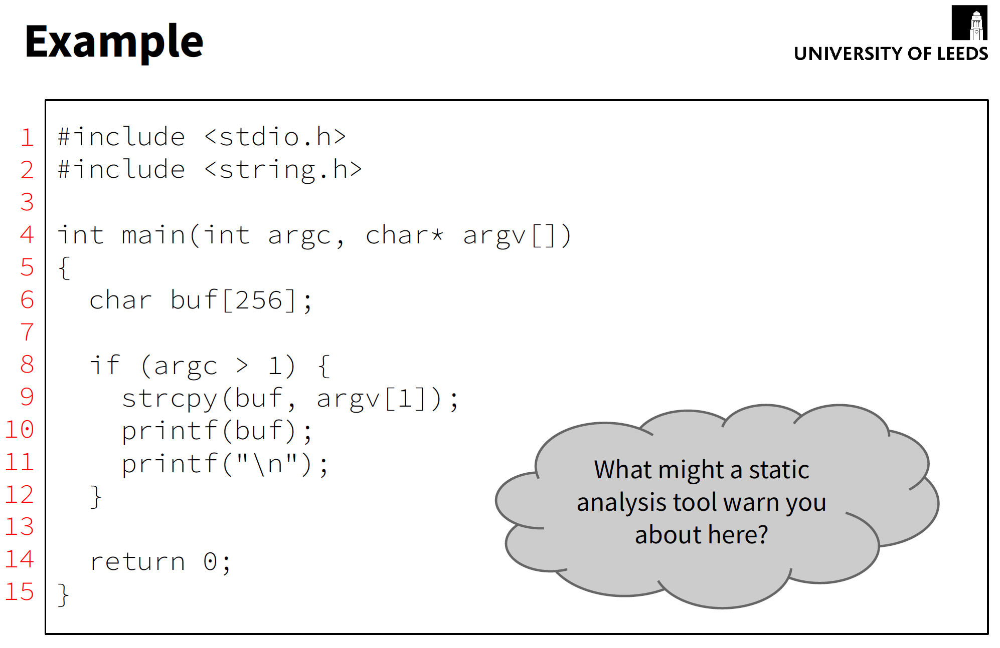 Example
UNIVERSITY OF LEEDS
1 #include <stdio.h>
2 #include <string.h>
3
4 int main(int argc, char* argv[])
5 {
6   char buf[256];
7
8   if (argc > 1) {
9     strcpy(buf, argv[1]);
10     printf(buf);
11     printf("\n");
12   }
13
14   return 0;
15 }
What might a static
analysis tool warn you
about here?